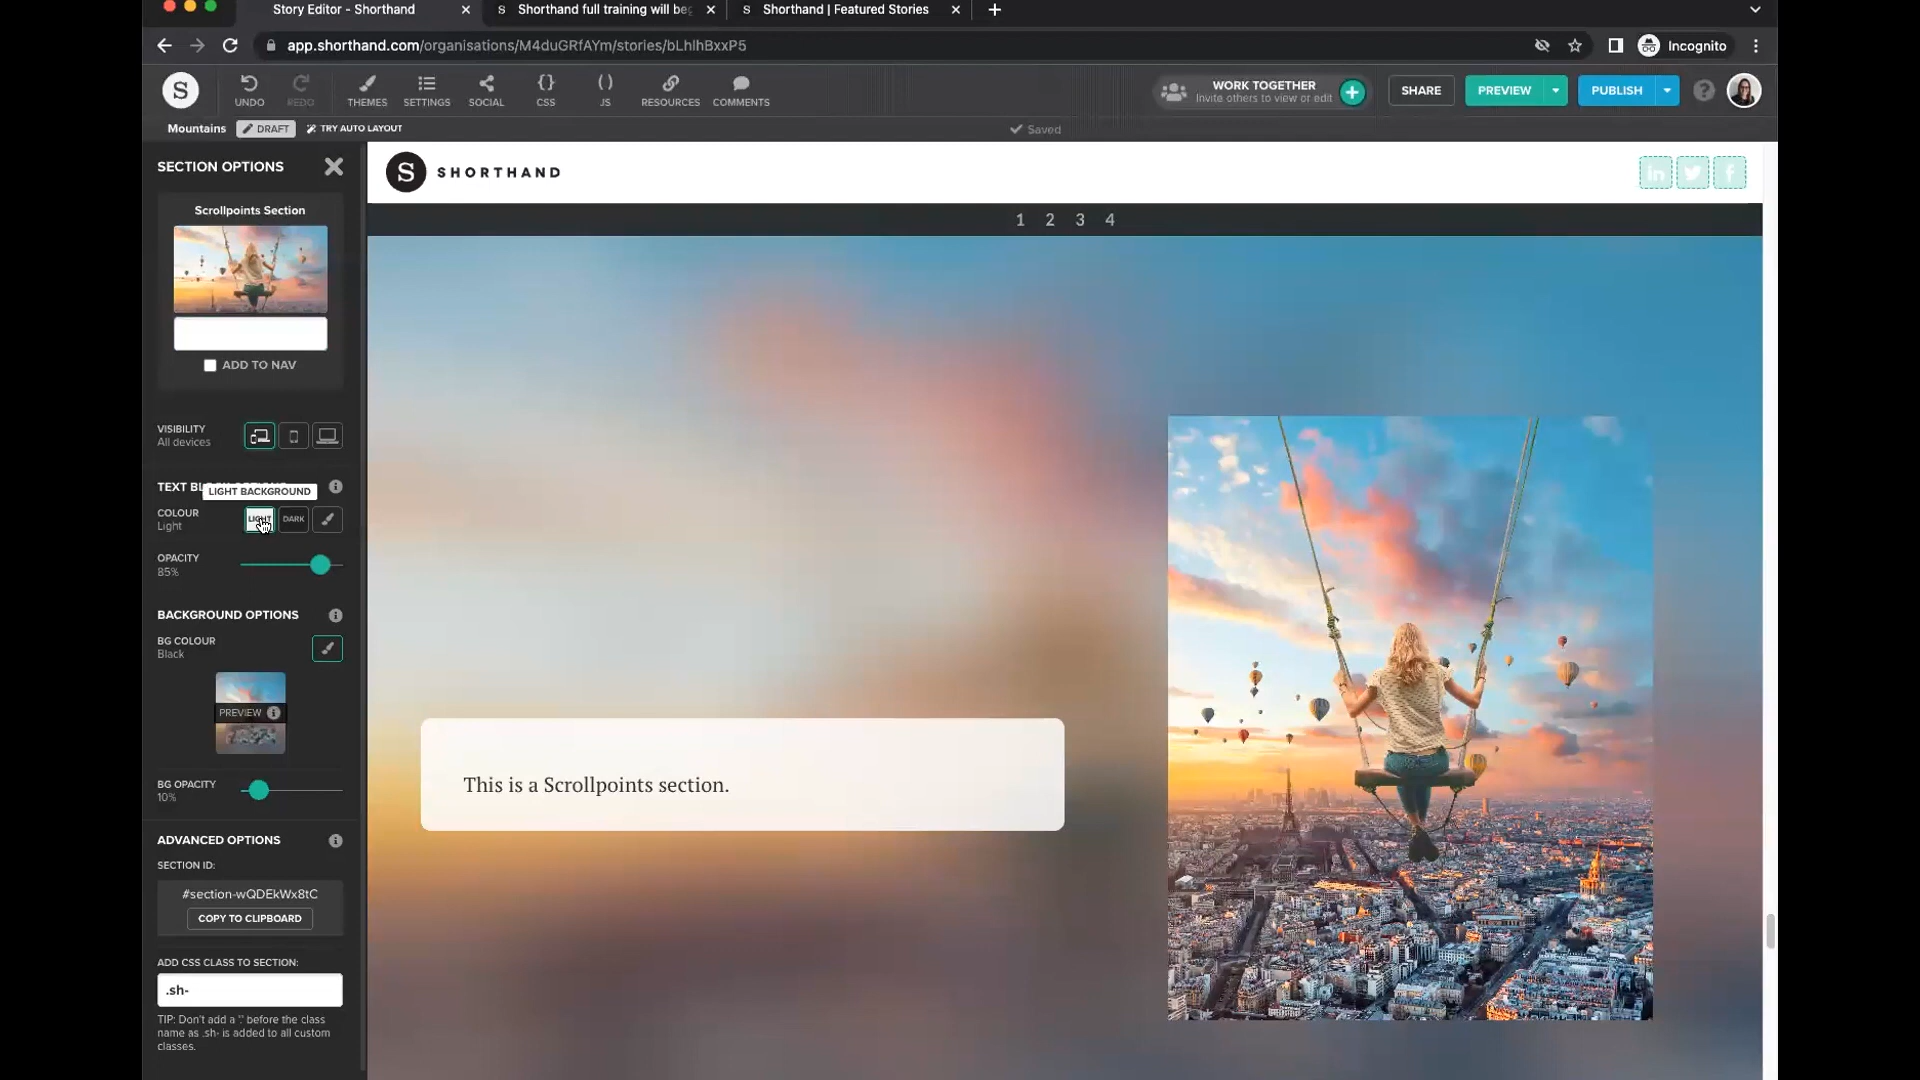 Story Editor - Shorthand
Shorthand full training will be
Shorthand | Featured Stories
app.shorthand.com/organisations/M4duGRfAYm/stories/bLhlhBxxP5
Incognito
S
UNDO
REDO
THEMES
SETTINGS
SOCIAL
CSS
JS
RESOURCES
COMMENTS
WORK TOGETHER
Invite others to view or edit
SHARE
PREVIEW
PUBLISH
Mountains
DRAFT
TRY AUTO LAYOUT
Saved
SECTION OPTIONS
Scrollpoints Section
ADD TO NAV
VISIBILITY
All devices
LIGHT BACKGROUND
COLOUR
Light
LIGHT
DARK
OPACITY
85%
BACKGROUND OPTIONS
BG COLOUR
Black
PREVIEW
BG OPACITY
10%
ADVANCED OPTIONS
SECTION ID:
#section-wQDEkWx8tC
COPY TO CLIPBOARD
ADD CSS CLASS TO SECTION:
.sh-
TIP: Don't add a '.' before the class
name as .sh- is added to all custom
classes.
S SHORTHAND
in
f
1 2 3 4
This is a Scrollpoints section.